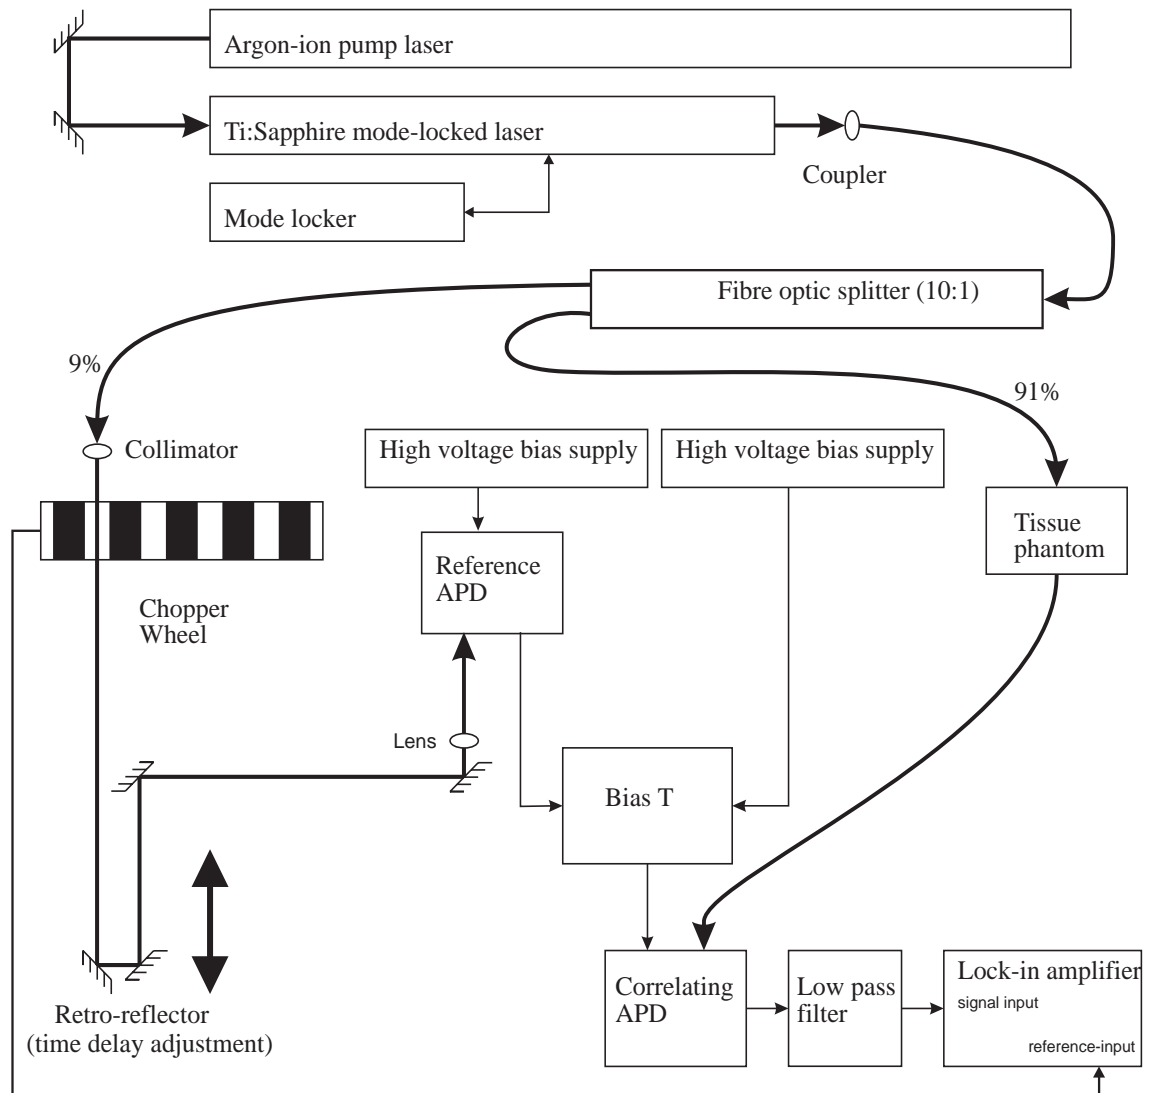 Argon-ion pump laser
Ti:Sapphire mode-locked laser
Coupler
Mode locker
Fibre optic splitter (10:1)
9%
91%
Collimator
High voltage bias supply
High voltage bias supply
Tissue
phantom
Reference
APD
Chopper
Wheel
Lens
Bias T
Retro-reflector
(time delay adjustment)
Correlating
APD
Low pass
filter
Lock-in amplifier
signal input
reference-input